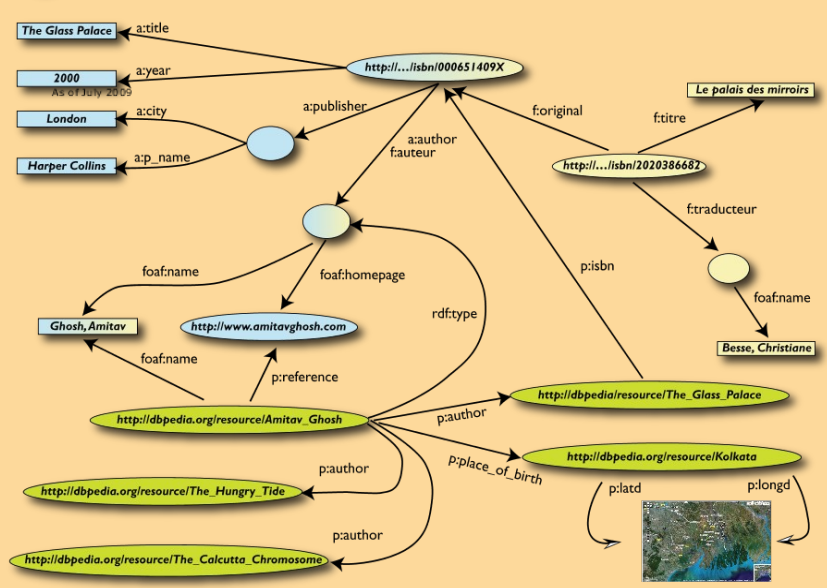 The Glass Palace
a:title
http://.../isbn/000651409X
2000
a:year
As of July 2009
Le palais des mirroirs
London
a:city
a:publisher
f:original
f:titre
a:author
f:auteur
Harper Collins
a:p_name
http://.../isbn/2020386682
f:traducteur
foaf:name
foaf:homepage
p:isbn
foaf:name
rdf:type
Ghosh, Amitav
http://www.amitavghosh.com
Besse, Christiane
foaf:name
p:reference
http://dbpedia/resource/The_Glass_Palace
http://dbpedia.org/resource/Amitav_Ghosh
p:author
http://dbpedia.org/resource/Kolkata
p:author
p:place_of_birth
p:latd
p:longd
http://dbpedia.org/resource/The_Hungry_Tide
p:author
http://dbpedia.org/resource/The_Calcutta_Chromosome